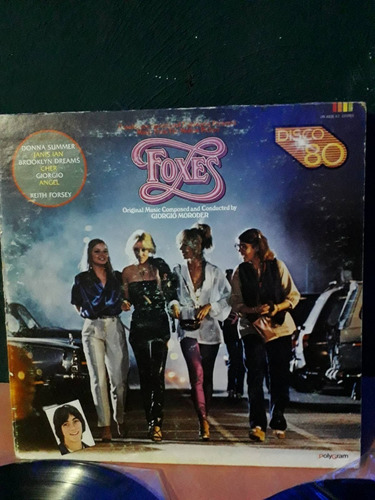 DISCO
'80
DONNA SUMMER
JANIS IAN
BROOKLYN DREAMS
CHER
GIORGIO
ANGEL
KEITH FORSEY
FOXES
Original Music Composed and Conducted by
GIORGIO MORODER
polygram